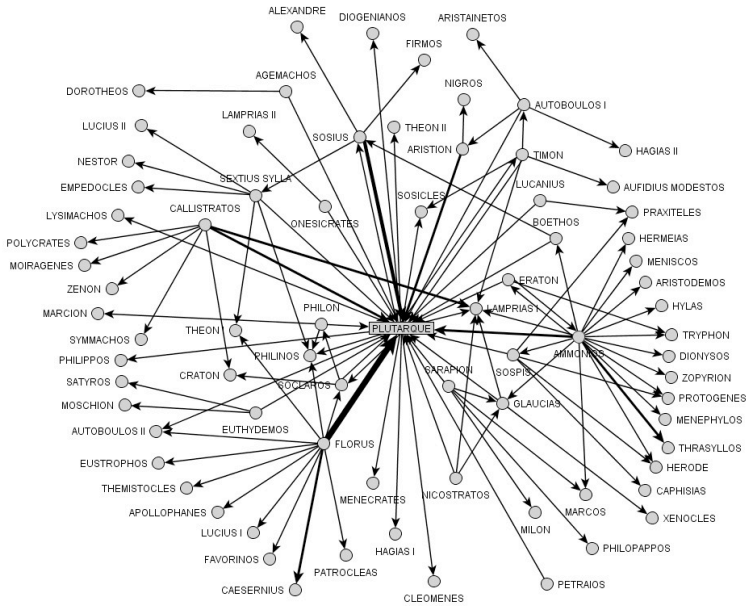 ALEXANDRE
DIOGENIANOS
ARISTAINETOS
FIRMOS
AGEMACHOS
DOROTHEOS
NIGROS
LAMPRIAS II
AUTOBOULOS I
LUCIUS II
SOSIUS
THEON II
ARISTION
HAGIAS II
NESTOR
TIMON
SEXTIUS SYLLA
EMPEDOCLES
AUFIDIUS MODESTOS
SOSICLES
LUCANIUS
LYSIMACHOS
CALLISTRATOS
ONESICRATES
PRAXITELES
BOETHOS
POLYCRATES
HERMEIAS
MOIRAGENES
MENISCOS
ERATON
ARISTODEMOS
ZENON
LAMPRIAS I
HYLAS
MARCION
PHILON
THEON
PLUTARQUE
TRYPHON
SYMMACHOS
AMMONIOS
PHILIPPOS
PHILINOS
SARAPION
SOSPIS
DIONYSOS
CRATON
SOCLAROS
ZOPYRION
SATYROS
PROTOGENES
MOSCHION
GLAUCIAS
MENEPHYLOS
AUTOBOULOS II
EUTHYDEMOS
FLORUS
THRASYLLOS
EUSTROPHOS
HERODE
THEMISTOCLES
MENECRATES
NICOSTRATOS
CAPHISIAS
APOLLOPHANES
MARCOS
XENOCLES
LUCIUS I
MILON
HAGIAS I
PHILOPAPPOS
FAVORINOS
PATROCLEAS
CAESERNIUS
CLEOMENES
PETRAIOS